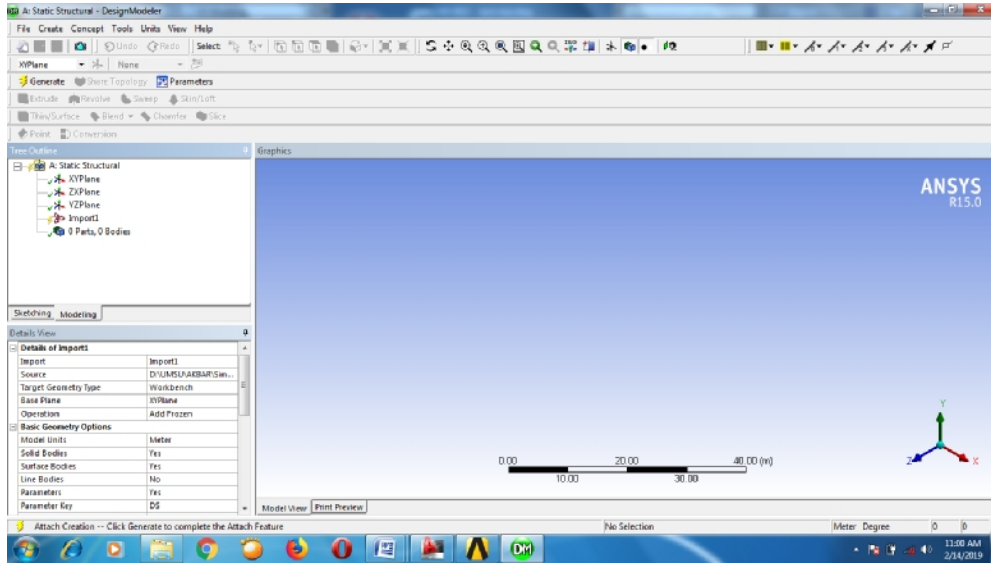 A: Static Structural - DesignModeler
File Create Concept Tools Units View Help
Undo Redo Select:
XYPlane None
Generate Share Topology Parameters
Extrude Revolve Sweep Skin/Loft
Thin/Surface Blend Chamfer Slice
Point Conversion
Tree Outline
A: Static Structural
XYPlane
ZXPlane
YZPlane
Import1
0 Parts, 0 Bodies
Sketching Modeling
Details View
Details of Import1
Import Import1
Source D:\UMSU\AKBAR\Sim...
Target Geometry Type Workbench
Base Plane XYPlane
Operation Add Frozen
Basic Geometry Options
Model Units Meter
Solid Bodies Yes
Surface Bodies Yes
Line Bodies No
Parameters Yes
Parameter Key DS
Graphics
ANSYS
R15.0
Y
Z X
0.00 20.00 40.00 (m)
10.00 30.00
Model View Print Preview
Attach Creation -- Click Generate to complete the Attach Feature No Selection Meter Degree 0 0
DM
11:00 AM
2/14/2019